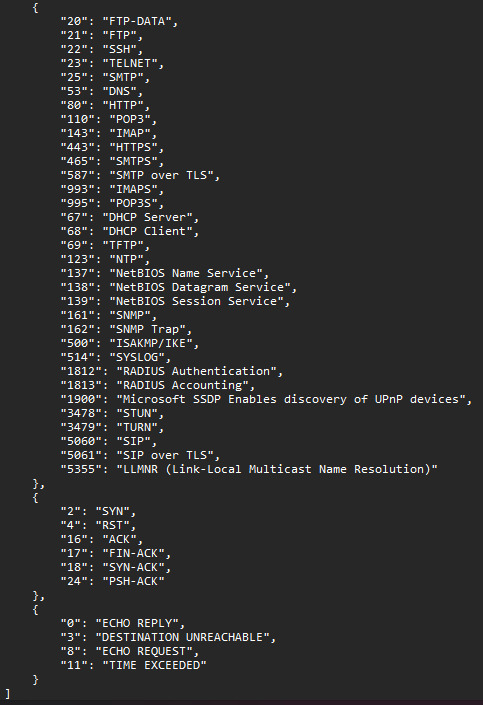 {
"20": "FTP-DATA",
"21": "FTP",
"22": "SSH",
"23": "TELNET",
"25": "SMTP",
"53": "DNS",
"80": "HTTP",
"110": "POP3",
"143": "IMAP",
"443": "HTTPS",
"465": "SMTPS",
"587": "SMTP over TLS",
"993": "IMAPS",
"995": "POP3S",
"67": "DHCP Server",
"68": "DHCP Client",
"69": "TFTP",
"123": "NTP",
"137": "NetBIOS Name Service",
"138": "NetBIOS Datagram Service",
"139": "NetBIOS Session Service",
"161": "SNMP",
"162": "SNMP Trap",
"500": "ISAKMP/IKE",
"514": "SYSLOG",
"1812": "RADIUS Authentication",
"1813": "RADIUS Accounting",
"1900": "Microsoft SSDP Enables discovery of UPnP devices",
"3478": "STUN",
"3479": "TURN",
"5060": "SIP",
"5061": "SIP over TLS",
"5355": "LLMNR (Link-Local Multicast Name Resolution)"
},
{
"2": "SYN",
"4": "RST",
"16": "ACK",
"17": "FIN-ACK",
"18": "SYN-ACK",
"24": "PSH-ACK"
},
{
"0": "ECHO REPLY",
"3": "DESTINATION UNREACHABLE",
"8": "ECHO REQUEST",
"11": "TIME EXCEEDED"
}
]